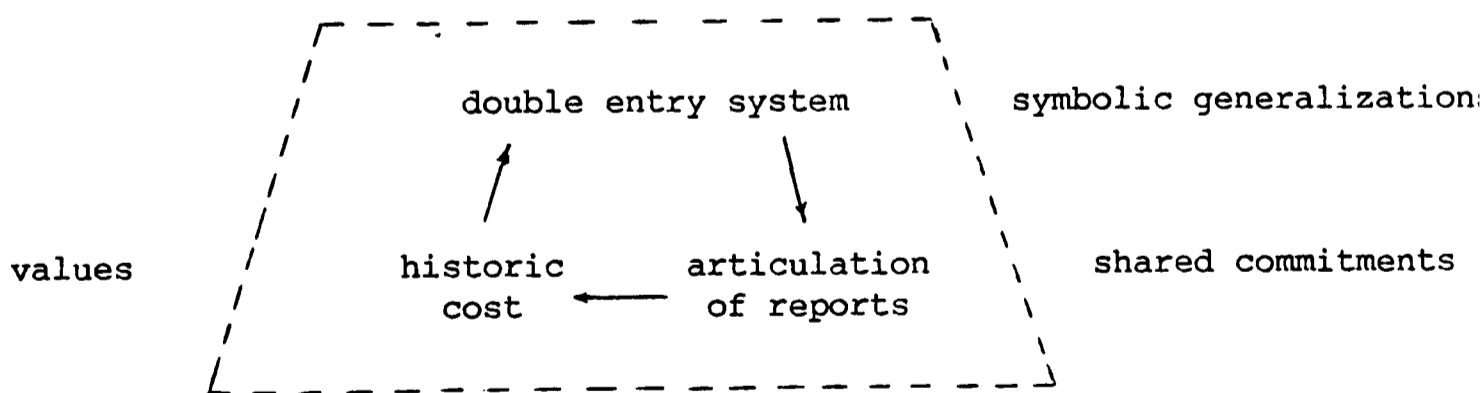 double entry system
symbolic generalization
values
historic
cost
articulation
of reports
shared commitments